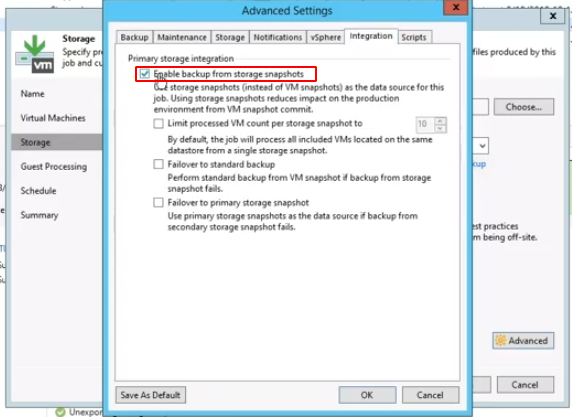 Advanced Settings
x
x
Storage
Specify pr
job and cu
files produced by this
vm
Backup Maintenance Storage Notifications vSphere Integration Scripts
Primary storage integration
Enable backup from storage snapshots
Use storage snapshots (instead of VM snapshots) as the data source for this
job. Using storage snapshots reduces impact on the production
environment from VM snapshot commit.
Limit processed VM count per storage snapshot to 10
By default, the job will process all included VMs located on the same
datastore from a single storage snapshot.
Failover to standard backup
Perform standard backup from VM snapshot if backup from storage
snapshot fails.
Failover to primary storage snapshot
Use primary storage snapshots as the data source if backup from
secondary storage snapshot fails.
Name
Virtual Machines
Storage
Guest Processing
Schedule
Summary
Choose...
kup
est practices
m being off-site.
Advanced
Save As Default OK Cancel
Cancel
Unexpor